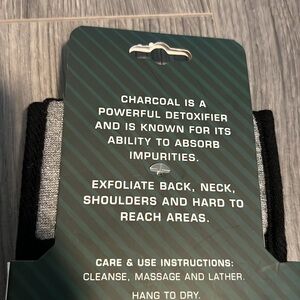 CHARCOAL IS A
POWERFUL DETOXIFIER
AND IS KNOWN FOR ITS
ABILITY TO ABSORB
IMPURITIES.
EXFOLIATE BACK, NECK,
SHOULDERS AND HARD TO
REACH AREAS.
CARE & USE INSTRUCTIONS:
CLEANSE, MASSAGE AND LATHER.
HANG TO DRY.